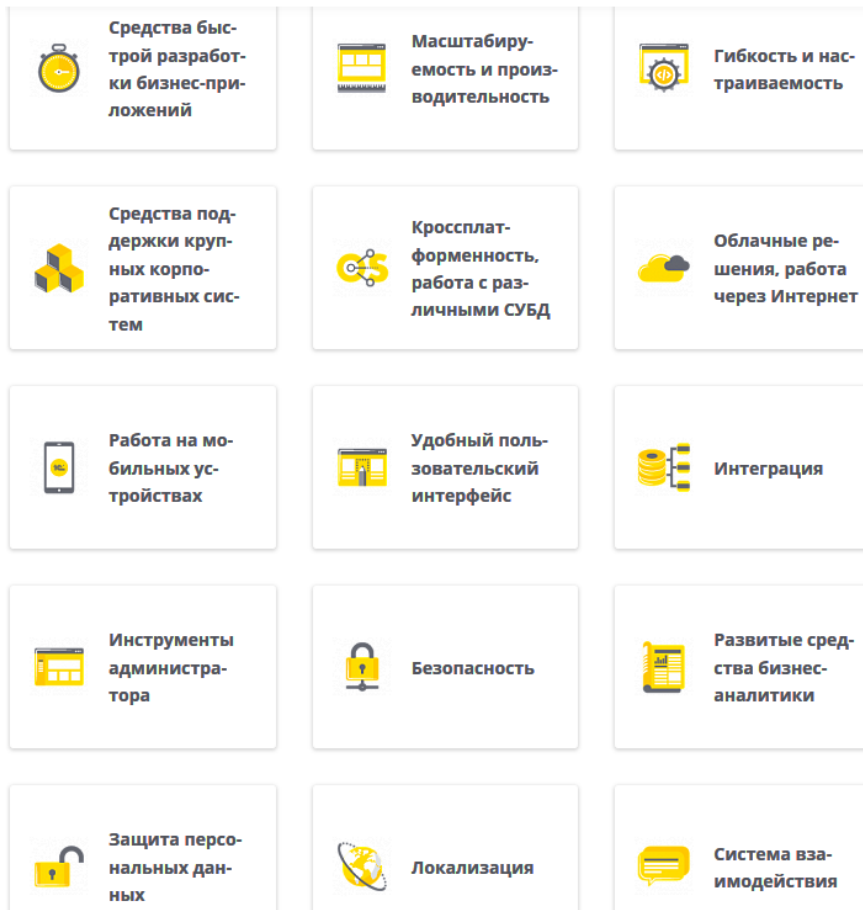 Средства быс-
трой разработ-
ки бизнес-при-
ложений
Масштабиру-
емость и произ-
водительность
Гибкость и нас-
траиваемость
Средства под-
держки круп-
ных корпо-
ративных сис-
тем
Кроссплат-
форменность,
работа с раз-
личными СУБД
Облачные ре-
шения, работа
через Интернет
Работа на мо-
бильных ус-
тройствах
Удобный поль-
зовательский
интерфейс
Интеграция
Инструменты
администра-
тора
Безопасность
Развитые сред-
ства бизнес-
аналитики
Защита персо-
нальных дан-
ных
Локализация
Система вза-
имодействия